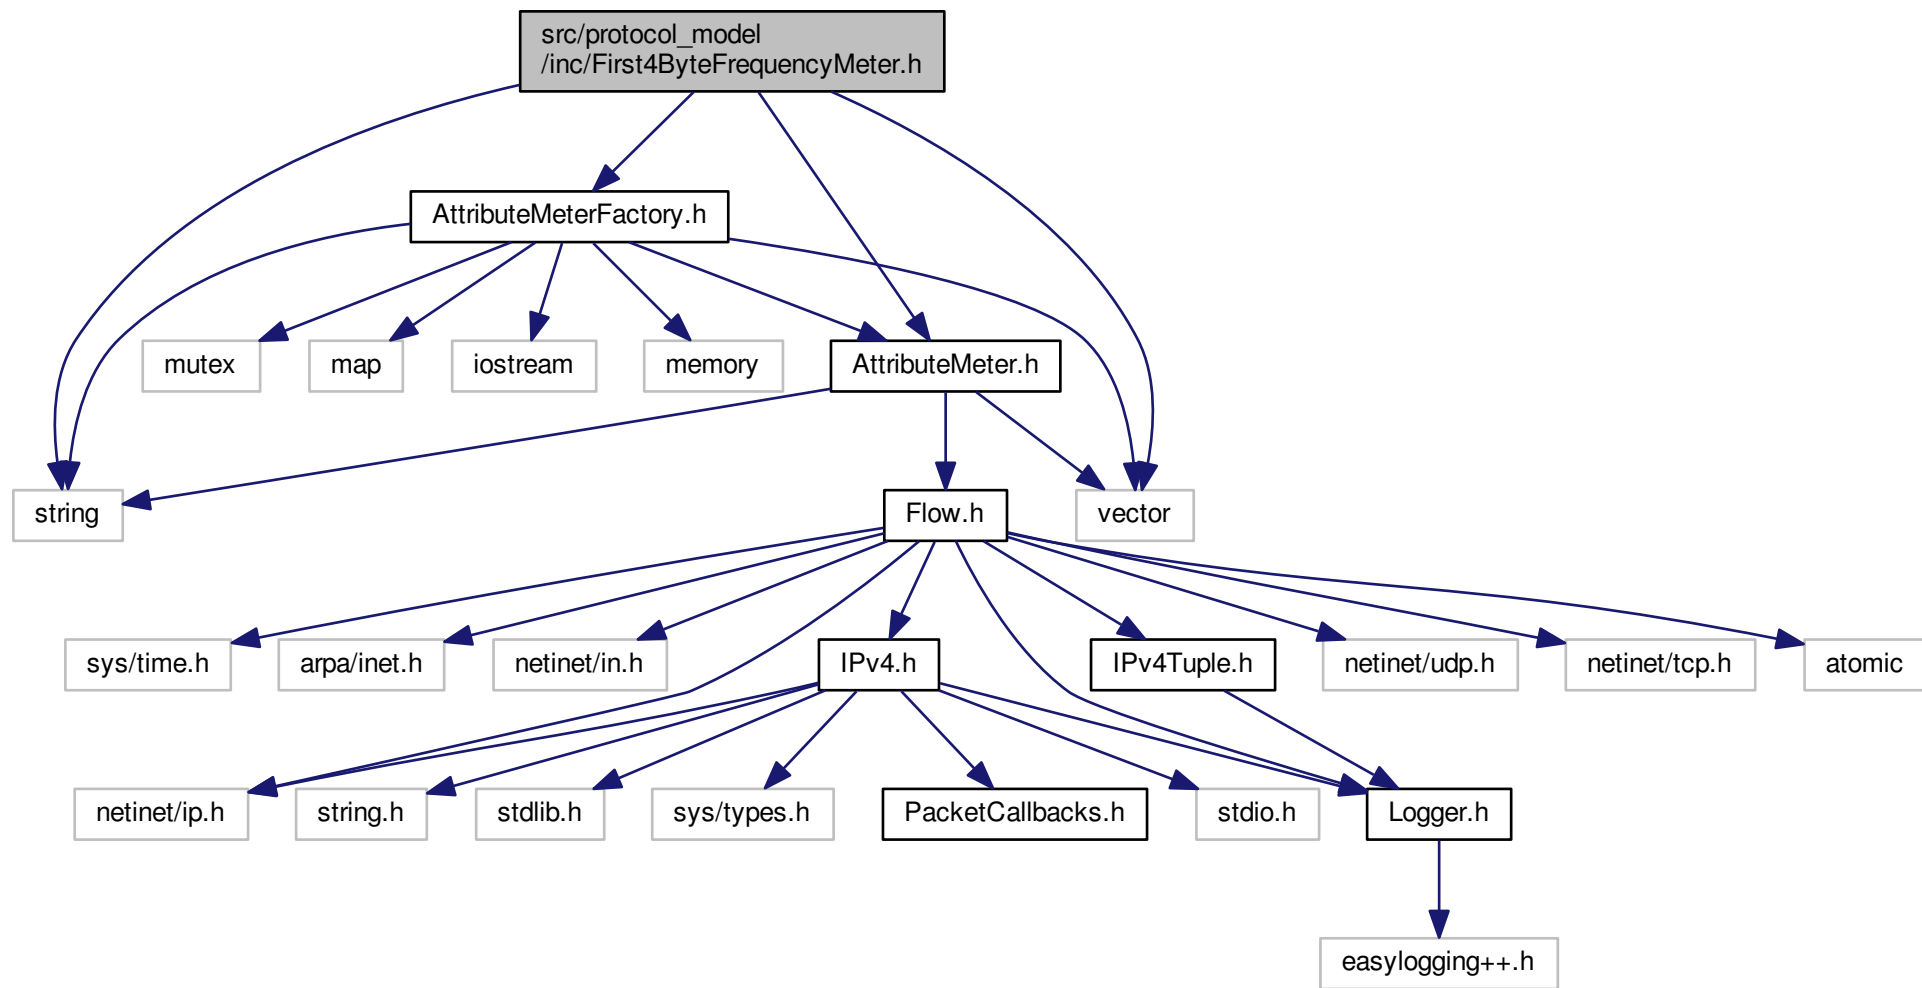 src/protocol_model
/inc/First4ByteFrequencyMeter.h
AttributeMeterFactory.h
mutex
map
iostream
memory
AttributeMeter.h
string
Flow.h
vector
sys/time.h
arpa/inet.h
netinet/in.h
IPv4.h
IPv4Tuple.h
netinet/udp.h
netinet/tcp.h
atomic
netinet/ip.h
string.h
stdlib.h
sys/types.h
PacketCallbacks.h
stdio.h
Logger.h
easylogging++.h